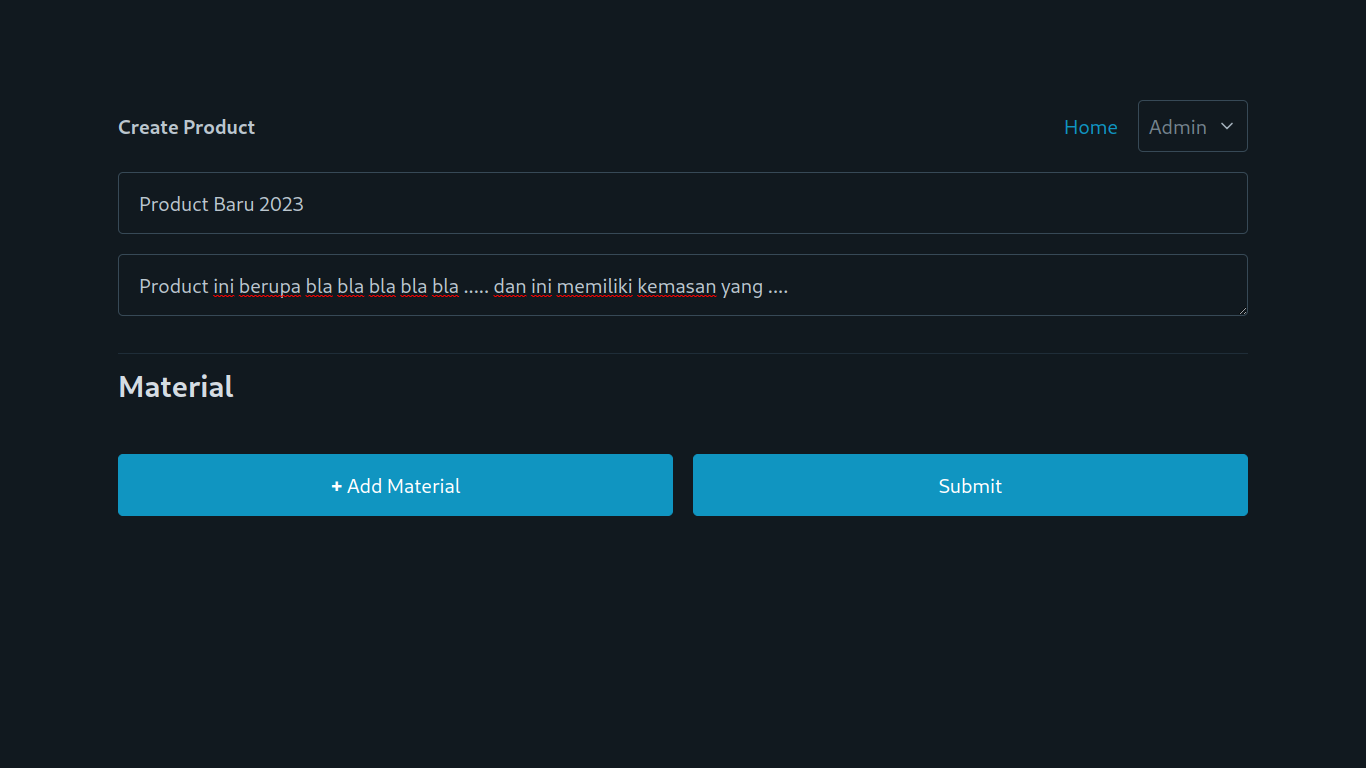 Create Product Home Admin
Product Baru 2023
Product ini berupa bla bla bla bla bla ..... dan ini memiliki kemasan yang ....
Material
+ Add Material Submit